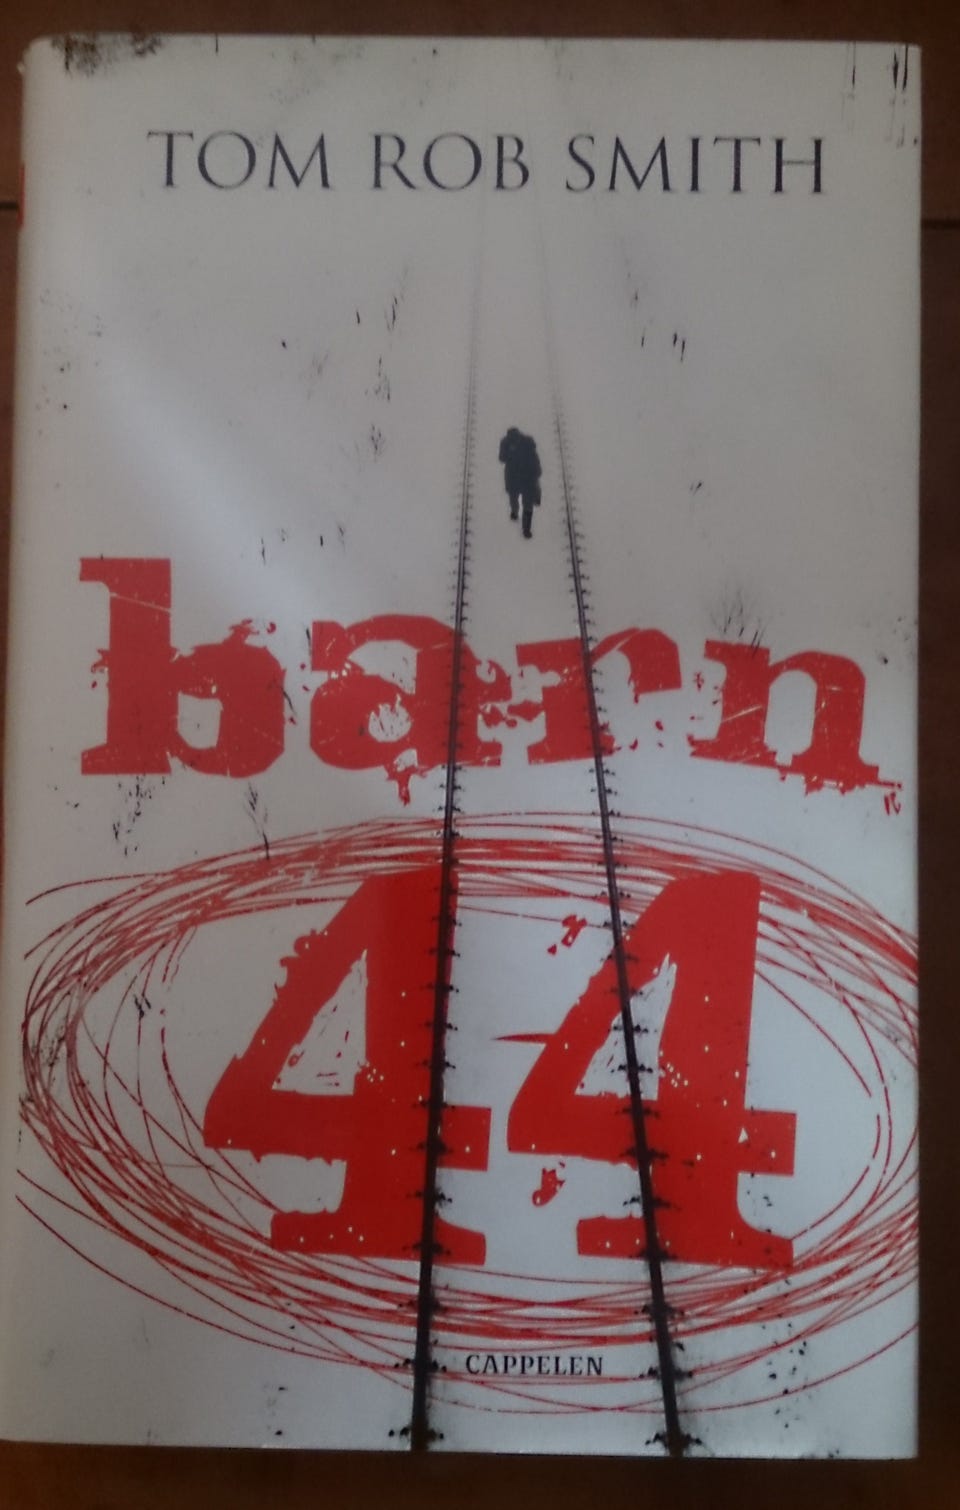 TOM ROB SMITH
barn
44
CAPPELEN